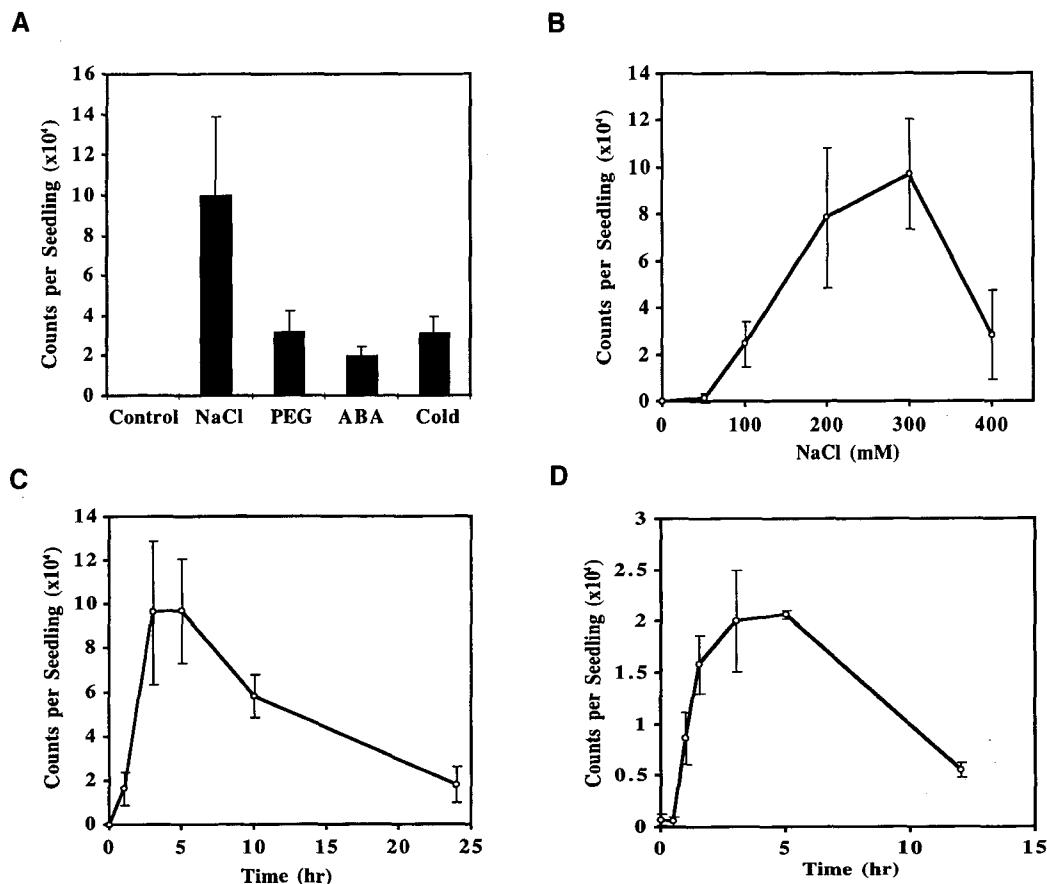 A
Counts per Seedling (x10⁴)
16
14
12
10
8
6
4
2
0
Control NaCl PEG ABA Cold
B
Counts per Seedling (x10⁴)
14
12
10
8
6
4
2
0
0 100 200 300 400
NaCl (mM)
C
Counts per Seedling (x10⁴)
14
12
10
8
6
4
2
0
0 5 10 15 20 25
Time (hr)
D
Counts per Seedling (x10⁴)
3
2.5
2
1.5
1
0.5
0
0 5 10 15
Time (hr)